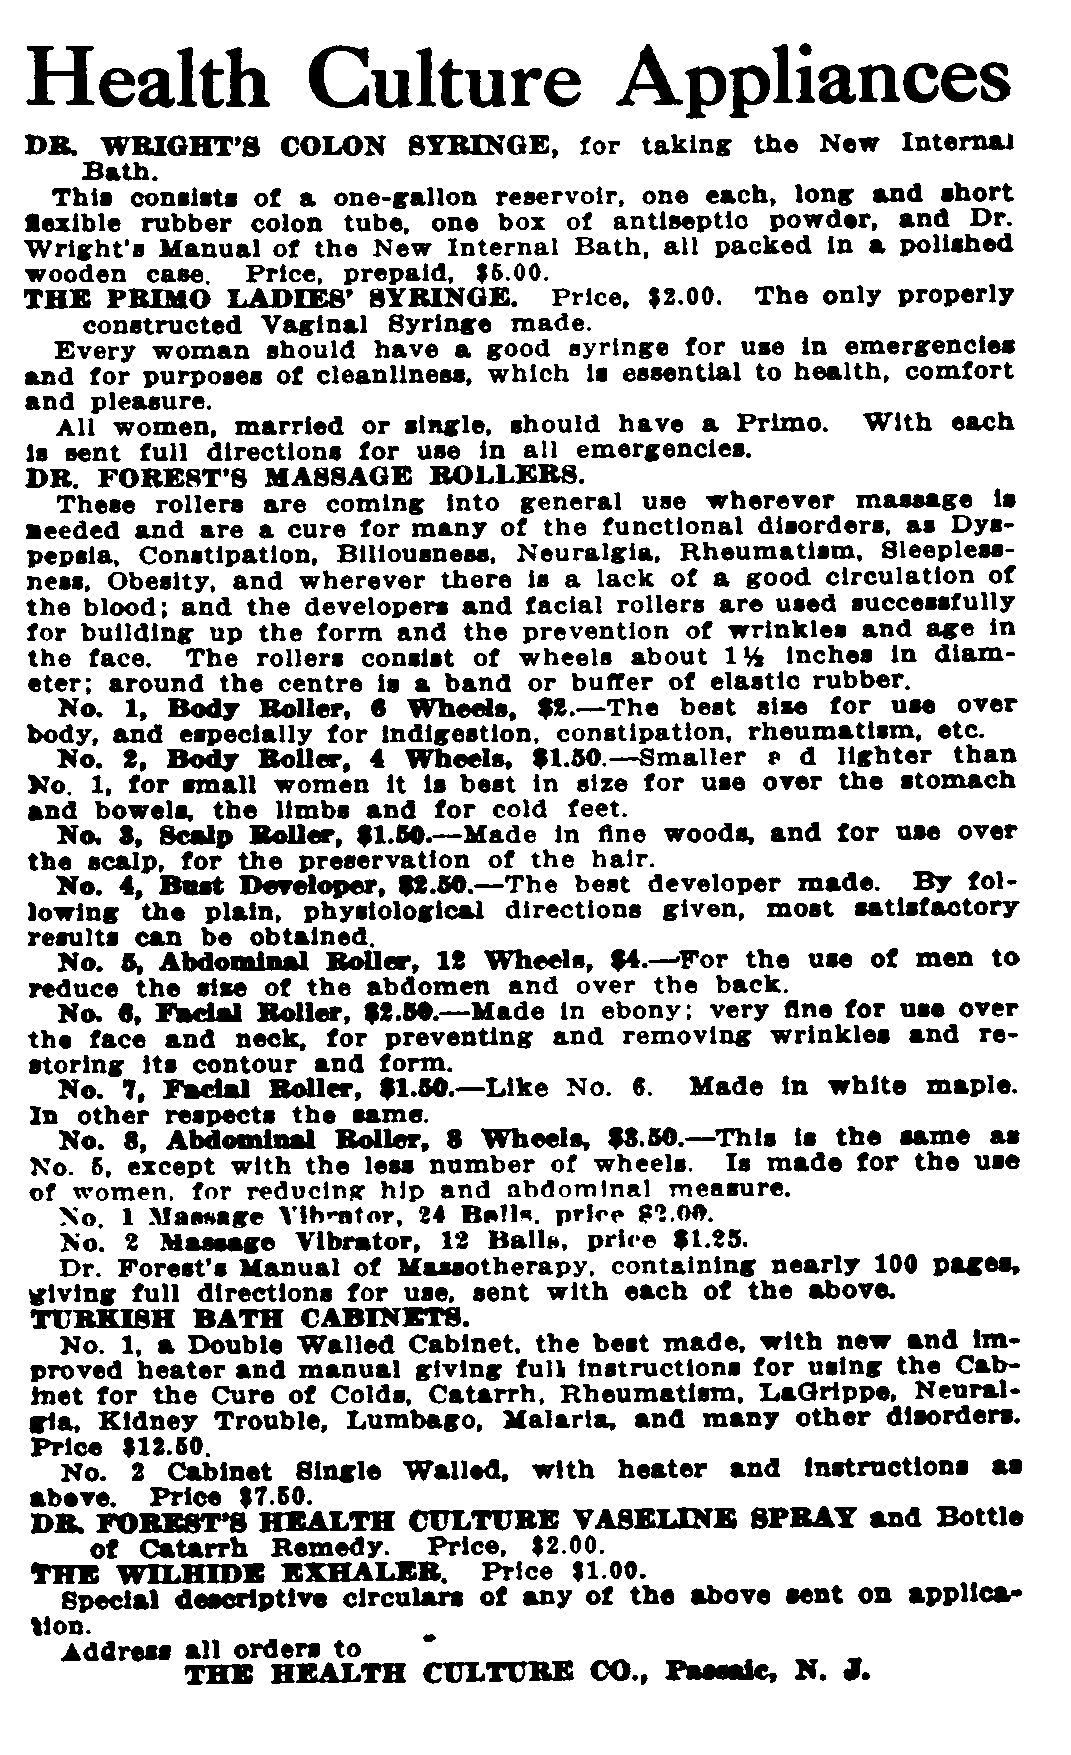 Health Culture Appliances
DR. WRIGHT'S COLON SYRINGE, for taking the New Internal
Bath.
This consists of a one-gallon reservoir, one each, long and short
flexible rubber colon tube, one box of antiseptic powder, and Dr.
Wright's Manual of the New Internal Bath, all packed in a polished
wooden case. Price, prepaid, $5.00.
THE PRIMO LADIES' SYRINGE. Price, $2.00. The only properly
constructed Vaginal Syringe made.
Every woman should have a good syringe for use in emergencies
and for purposes of cleanliness, which is essential to health, comfort
and pleasure.
All women, married or single, should have a Primo. With each
is sent full directions for use in all emergencies.
DR. FOREST'S MASSAGE ROLLERS.
These rollers are coming into general use wherever massage is
needed and are a cure for many of the functional disorders, as Dys-
pepsia, Constipation, Biliousness, Neuralgia, Rheumatism, Sleepless-
ness, Obesity, and wherever there is a lack of a good circulation of
the blood; and the developers and facial rollers are used successfully
for building up the form and the prevention of wrinkles and age in
the face. The rollers consist of wheels about 1½ inches in diam-
eter; around the centre is a band or buffer of elastic rubber.
No. 1, Body Roller, 6 Wheels, $2.—The best size for use over
body, and especially for indigestion, constipation, rheumatism, etc.
No. 2, Body Roller, 4 Wheels, $1.50.—Smaller and lighter than
No. 1, for small women it is best in size for use over the stomach
and bowels, the limbs and for cold feet.
No. 3, Scalp Roller, $1.50.—Made in fine woods, and for use over
the scalp, for the preservation of the hair.
No. 4, Bust Developer, $2.50.—The best developer made. By fol-
lowing the plain, physiological directions given, most satisfactory
results can be obtained.
No. 5, Abdominal Roller, 12 Wheels, $4.—For the use of men to
reduce the size of the abdomen and over the back.
No. 6, Facial Roller, $2.50.—Made in ebony; very fine for use over
the face and neck, for preventing and removing wrinkles and re-
storing its contour and form.
No. 7, Facial Roller, $1.50.—Like No. 6. Made in white maple.
In other respects the same.
No. 8, Abdominal Roller, 8 Wheels, $3.50.—This is the same as
No. 5, except with the less number of wheels. Is made for the use
of women, for reducing hip and abdominal measure.
No. 1 Massage Vibrator, 24 Balls, price $2.00.
No. 2 Massage Vibrator, 12 Balls, price $1.25.
Dr. Forest's Manual of Massotherapy, containing nearly 100 pages,
giving full directions for use, sent with each of the above.
TURKISH BATH CABINETS.
No. 1, a Double Walled Cabinet, the best made, with new and im-
proved heater and manual giving full instructions for using the Cab-
inet for the Cure of Colds, Catarrh, Rheumatism, LaGrippe, Neural-
gia, Kidney Trouble, Lumbago, Malaria, and many other disorders.
Price $12.50.
No. 2 Cabinet Single Walled, with heater and instructions as
above. Price $7.50.
DR. FOREST'S HEALTH CULTURE VASELINE SPRAY and Bottle
of Catarrh Remedy. Price, $2.00.
THE WILHIDE EXHALER. Price $1.00.
Special descriptive circulars of any of the above sent on applica-
tion.
Address all orders to
THE HEALTH CULTURE CO., Passaic, N. J.